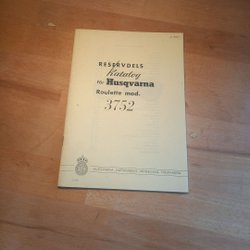 RESERVDELS
Katalog
för Husqvarna
Roulette mod.
3752